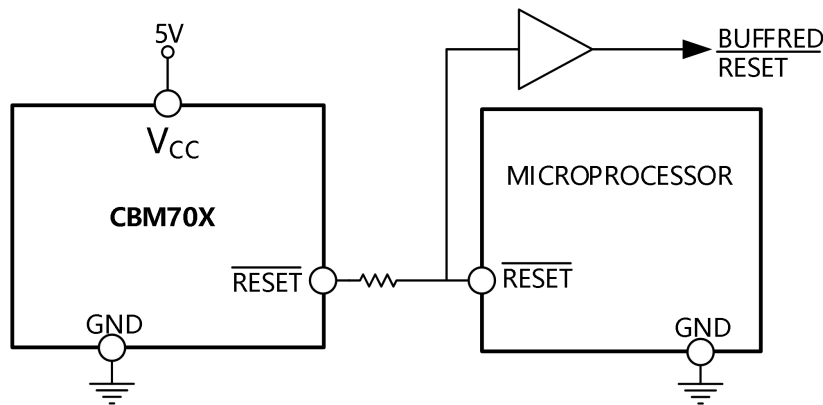 5V
BUFFRED
RESET
VCC
MICROPROCESSOR
CBM70X
RESET
RESET
GND
GND